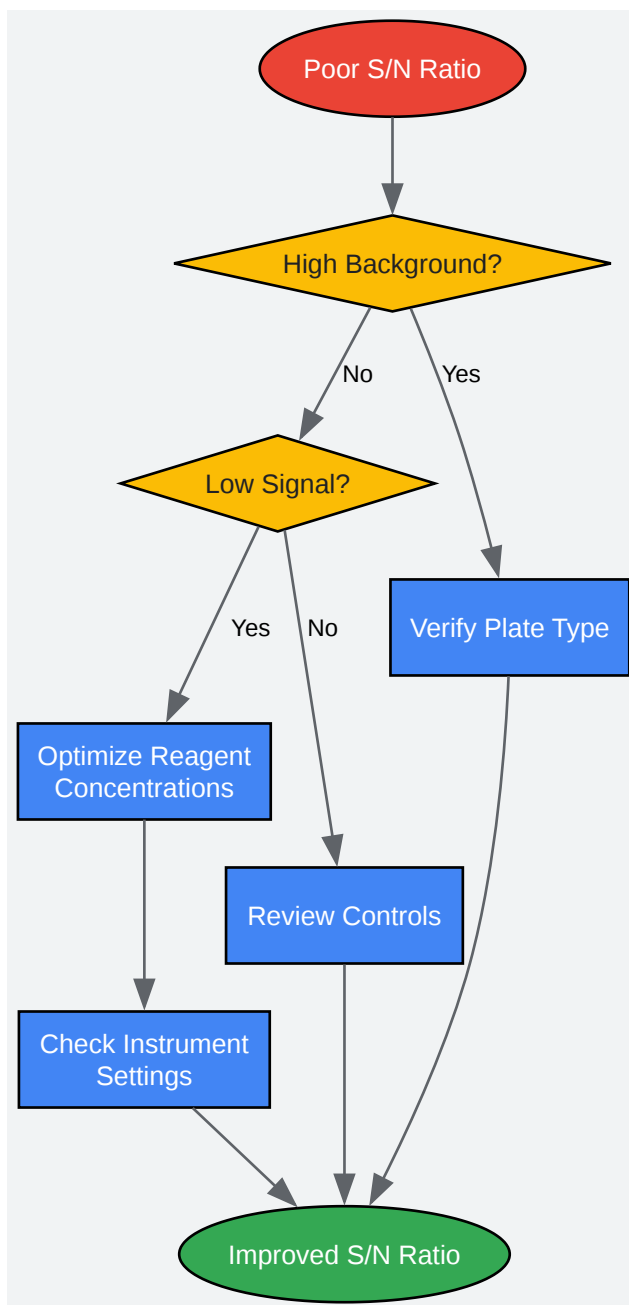 Poor S/N Ratio
High Background?
No
Yes
Low Signal?
Verify Plate Type
Yes
No
Optimize Reagent
Concentrations
Review Controls
Check Instrument
Settings
Improved S/N Ratio